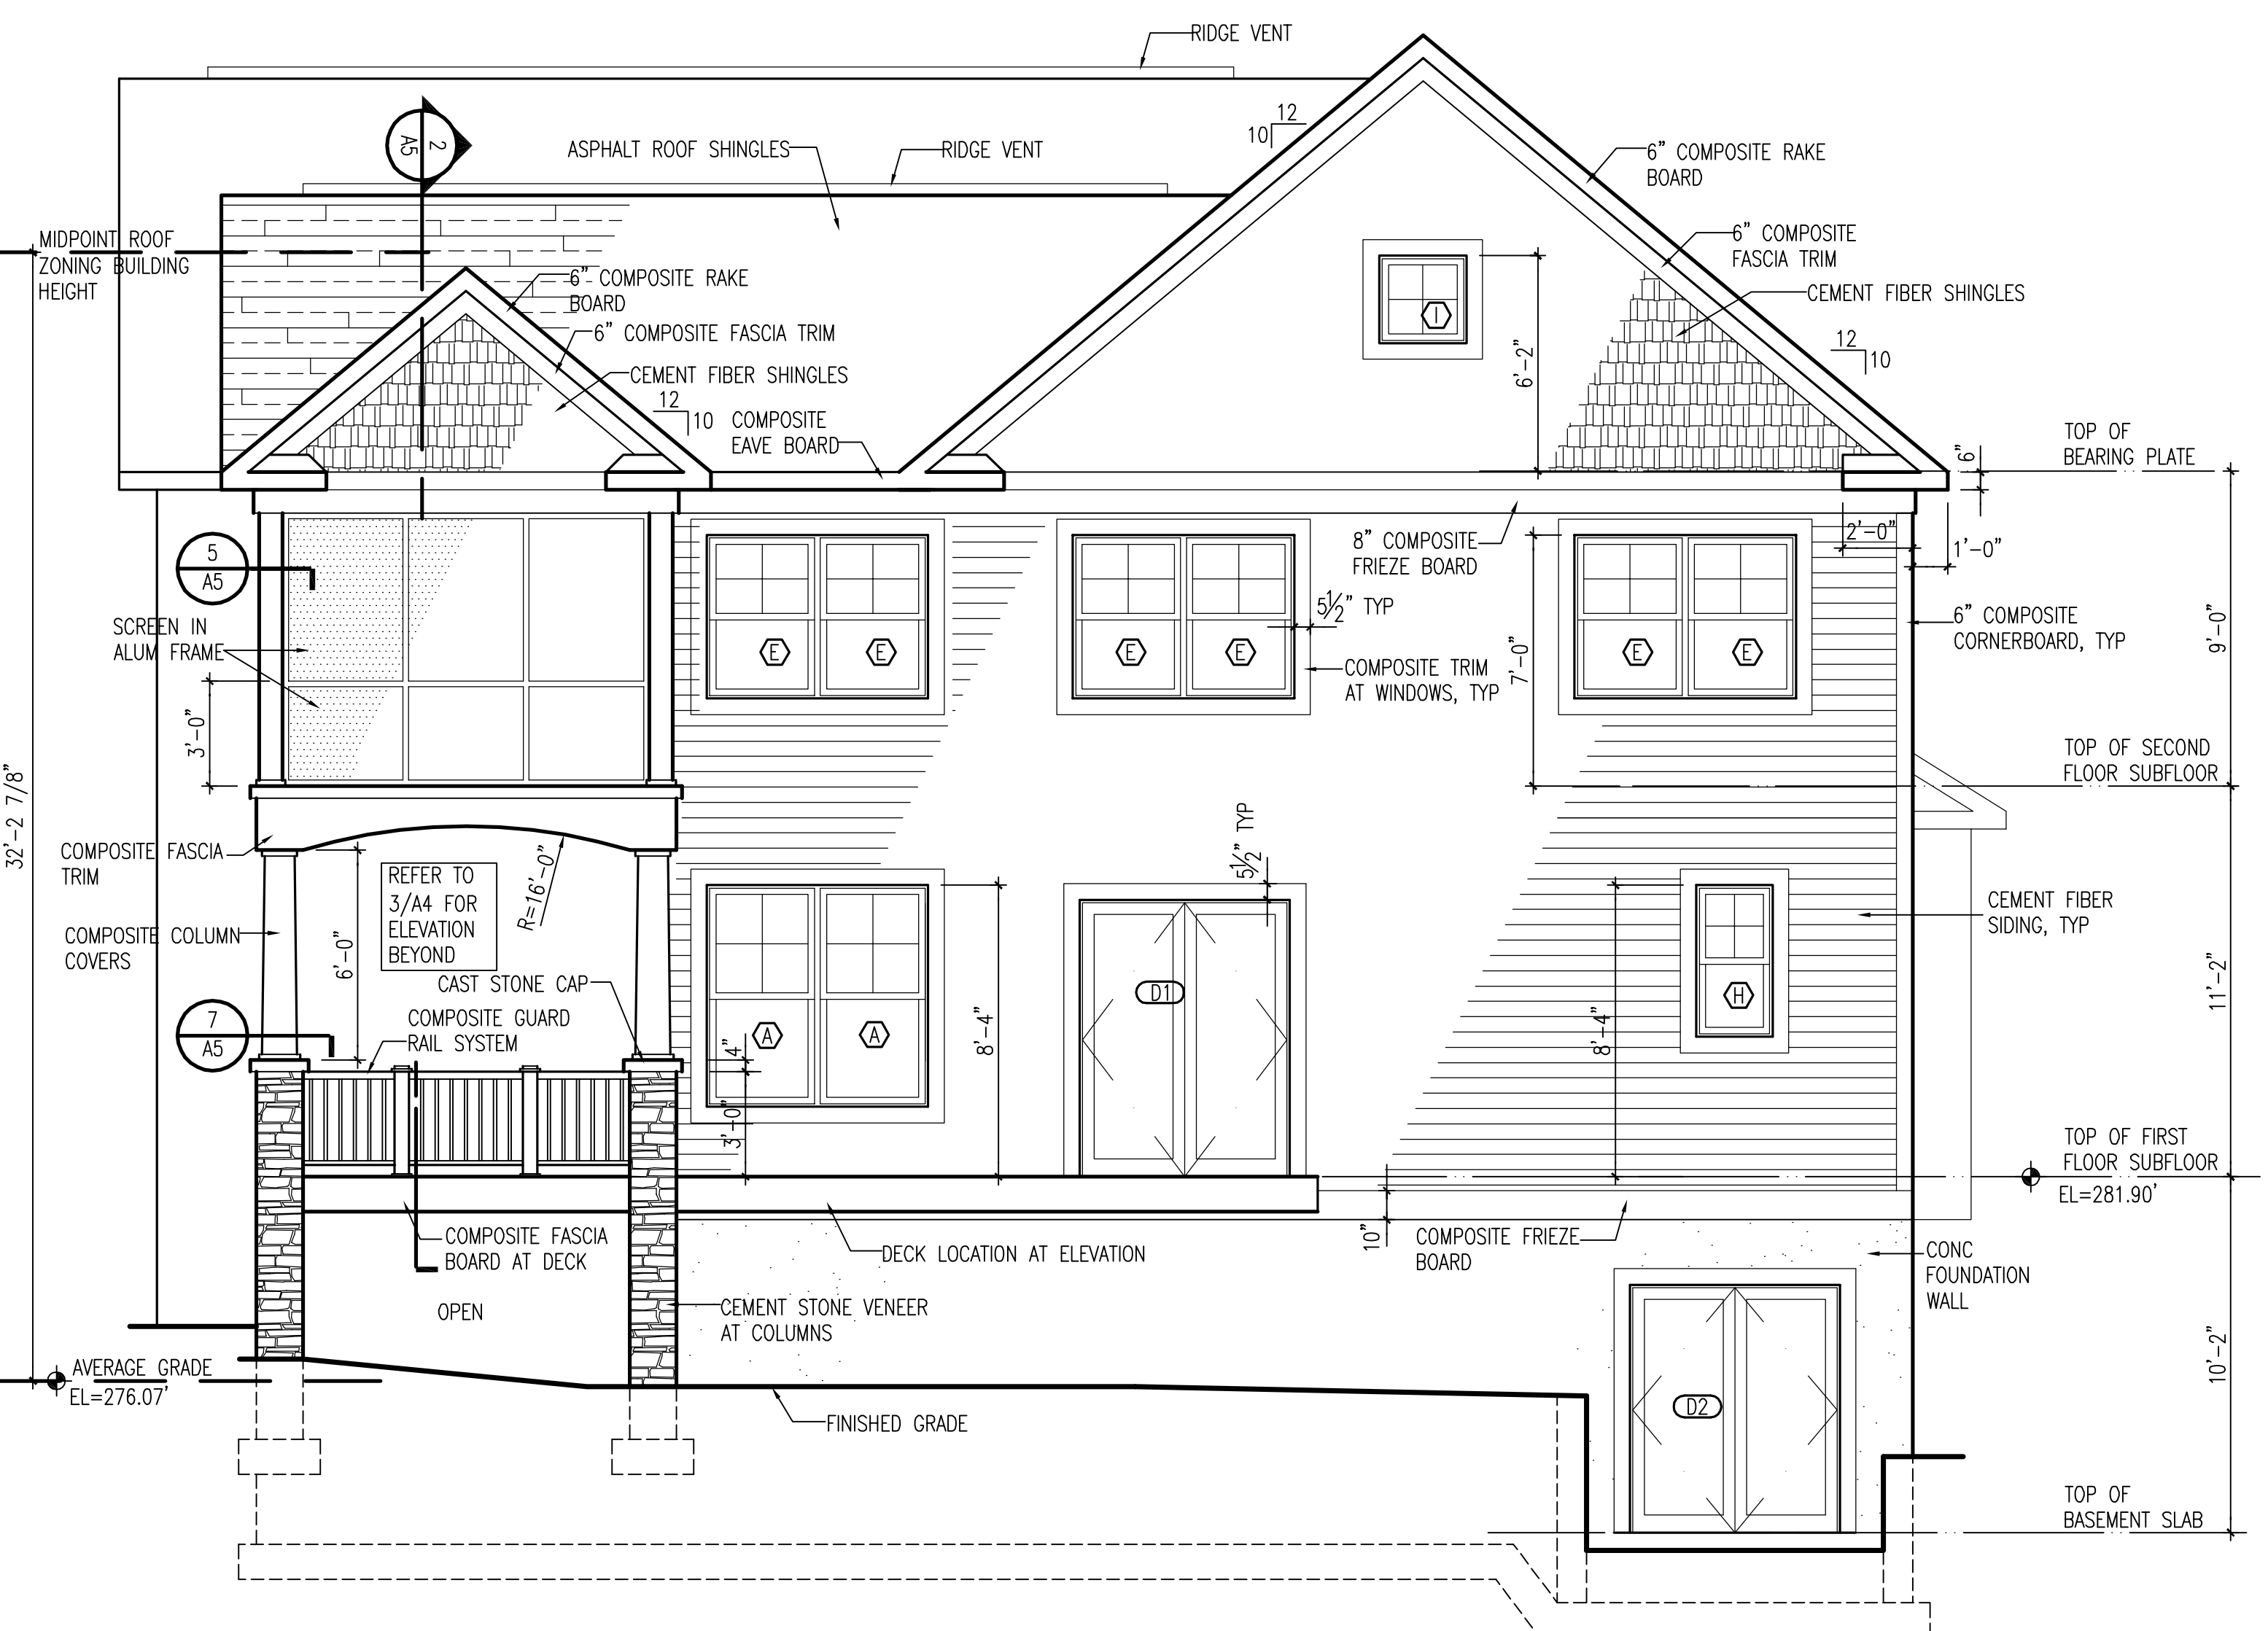 RIDGE VENT
12
10
2
A5
ASPHALT ROOF SHINGLES
RIDGE VENT
6” COMPOSITE RAKE
BOARD
MIDPOINT ROOF
ZONING BUILDING
HEIGHT
6” COMPOSITE
FASCIA TRIM
6” COMPOSITE RAKE
BOARD
CEMENT FIBER SHINGLES
I
6” COMPOSITE FASCIA TRIM
12
10
6'-2”
CEMENT FIBER SHINGLES
12
10
COMPOSITE
EAVE BOARD
TOP OF
BEARING PLATE
6”
2'-0”
1'-0”
8” COMPOSITE
FRIEZE BOARD
5
A5
5½” TYP
6” COMPOSITE
CORNERBOARD, TYP
9'-0”
SCREEN IN
ALUM FRAME
E
E
E
E
E
E
COMPOSITE TRIM
AT WINDOWS, TYP
7'-0”
3'-0”
TOP OF SECOND
FLOOR SUBFLOOR
32'-2 7/8”
5½” TYP
COMPOSITE FASCIA
TRIM
REFER TO
3/A4 FOR
ELEVATION
BEYOND
R=16'-0”
CEMENT FIBER
SIDING, TYP
COMPOSITE COLUMN
COVERS
6'-0”
CAST STONE CAP
D1
H
11'-2”
COMPOSITE GUARD
RAIL SYSTEM
7
A5
A
A
4”
8'-4”
8'-4”
3'-0”
TOP OF FIRST
FLOOR SUBFLOOR
EL=281.90'
COMPOSITE FASCIA
BOARD AT DECK
DECK LOCATION AT ELEVATION
10”
COMPOSITE FRIEZE
BOARD
CONC
FOUNDATION
WALL
OPEN
CEMENT STONE VENEER
AT COLUMNS
10'-2”
AVERAGE GRADE
EL=276.07'
FINISHED GRADE
D2
TOP OF
BASEMENT SLAB